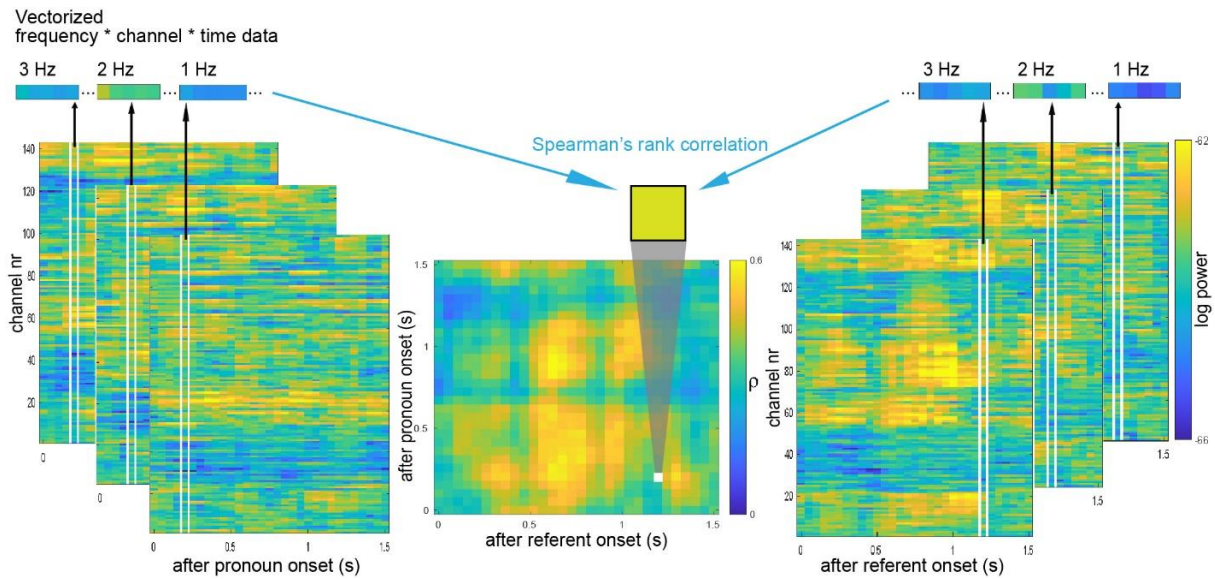 Vectorized
frequency * channel * time data
3 Hz
2 Hz
1 Hz
...
...
...
3 Hz
2 Hz
1 Hz
...
...
...
Spearman's rank correlation
140
120
100
80
60
40
20
channel nr
0
0
0
0.5
1
1.5
after pronoun onset (s)
1.5
1
0.5
0
after pronoun onset (s)
0
0.5
1
1.5
after referent onset (s)
0.6
ρ
0
140
120
100
80
60
40
20
channel nr
0
0.5
1
1.5
after referent onset (s)
1.5
1.5
-62
log power
-66